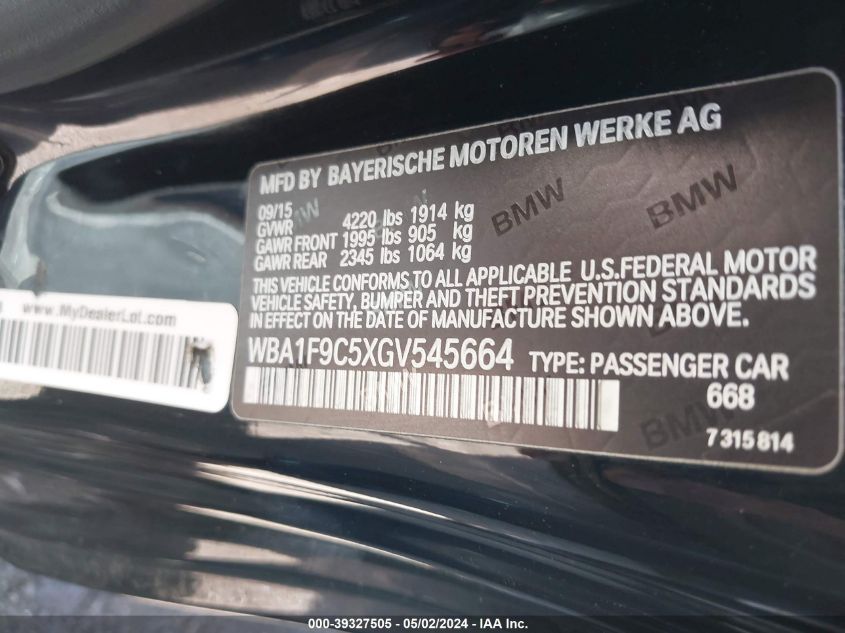 MFD BY BAYERISCHE MOTOREN WERKE AG
09/15
GVWR 4220 lbs 1914 kg
GAWR FRONT 1995 lbs 905 kg
GAWR REAR 2345 lbs 1064 kg
BMW BMW BMW
THIS VEHICLE CONFORMS TO ALL APPLICABLE U.S.FEDERAL MOTOR
VEHICLE SAFETY, BUMPER AND THEFT PREVENTION STANDARDS
IN EFFECT ON THE DATE OF MANUFACTURE SHOWN ABOVE.
www.MyDealerLot.com
WBA1F9C5XGV545664 TYPE: PASSENGER CAR
668
BMW
7 315 814
000-39327505 - 05/02/2024 - IAA Inc.